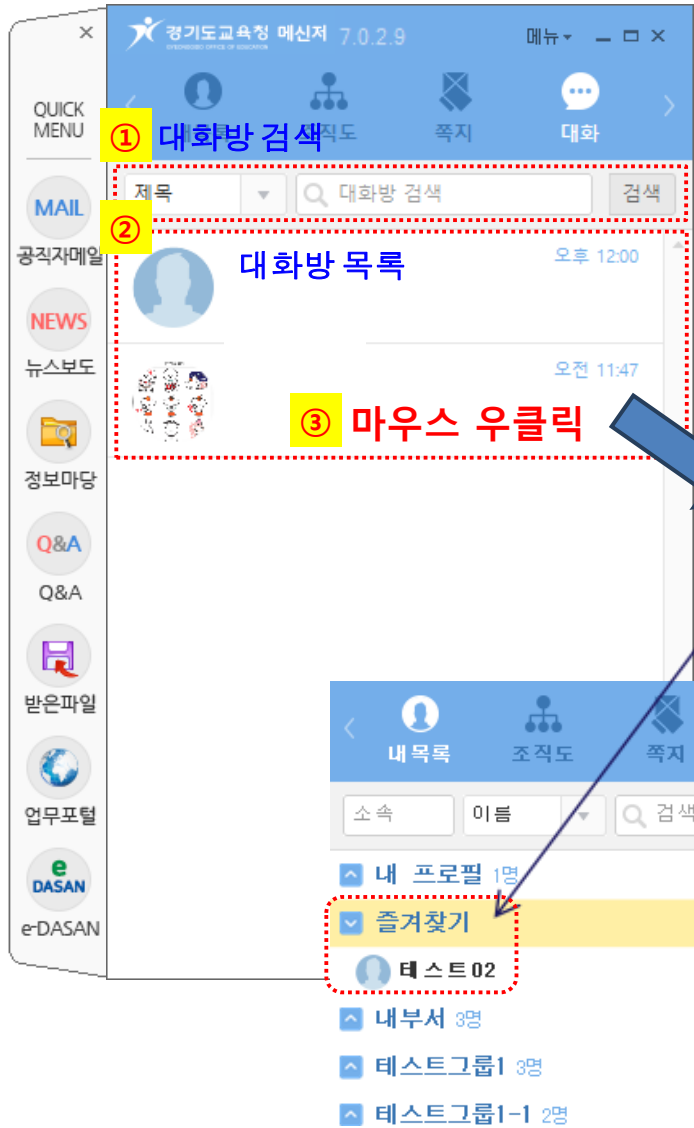 경기도교육청 메신저 7.0.2.9
메뉴
QUICK
MENU
직도
쪽지
대화
① 대화방 검색
제목
대화방 검색
검색
MAIL
공직자메일
②
대화방 목록
오후 12:00
NEWS
뉴스보도
오전 11:47
③ 마우스 우클릭
정보마당
Q&A
Q&A
받은파일
내목록
조직도
쪽지
업무포털
소속
이름
검색
e
DASAN
e-DASAN
내 프로필 1명
즐겨찾기
테스트02
내부서 3명
테스트그룹1 3명
테스트그룹1-1 2명